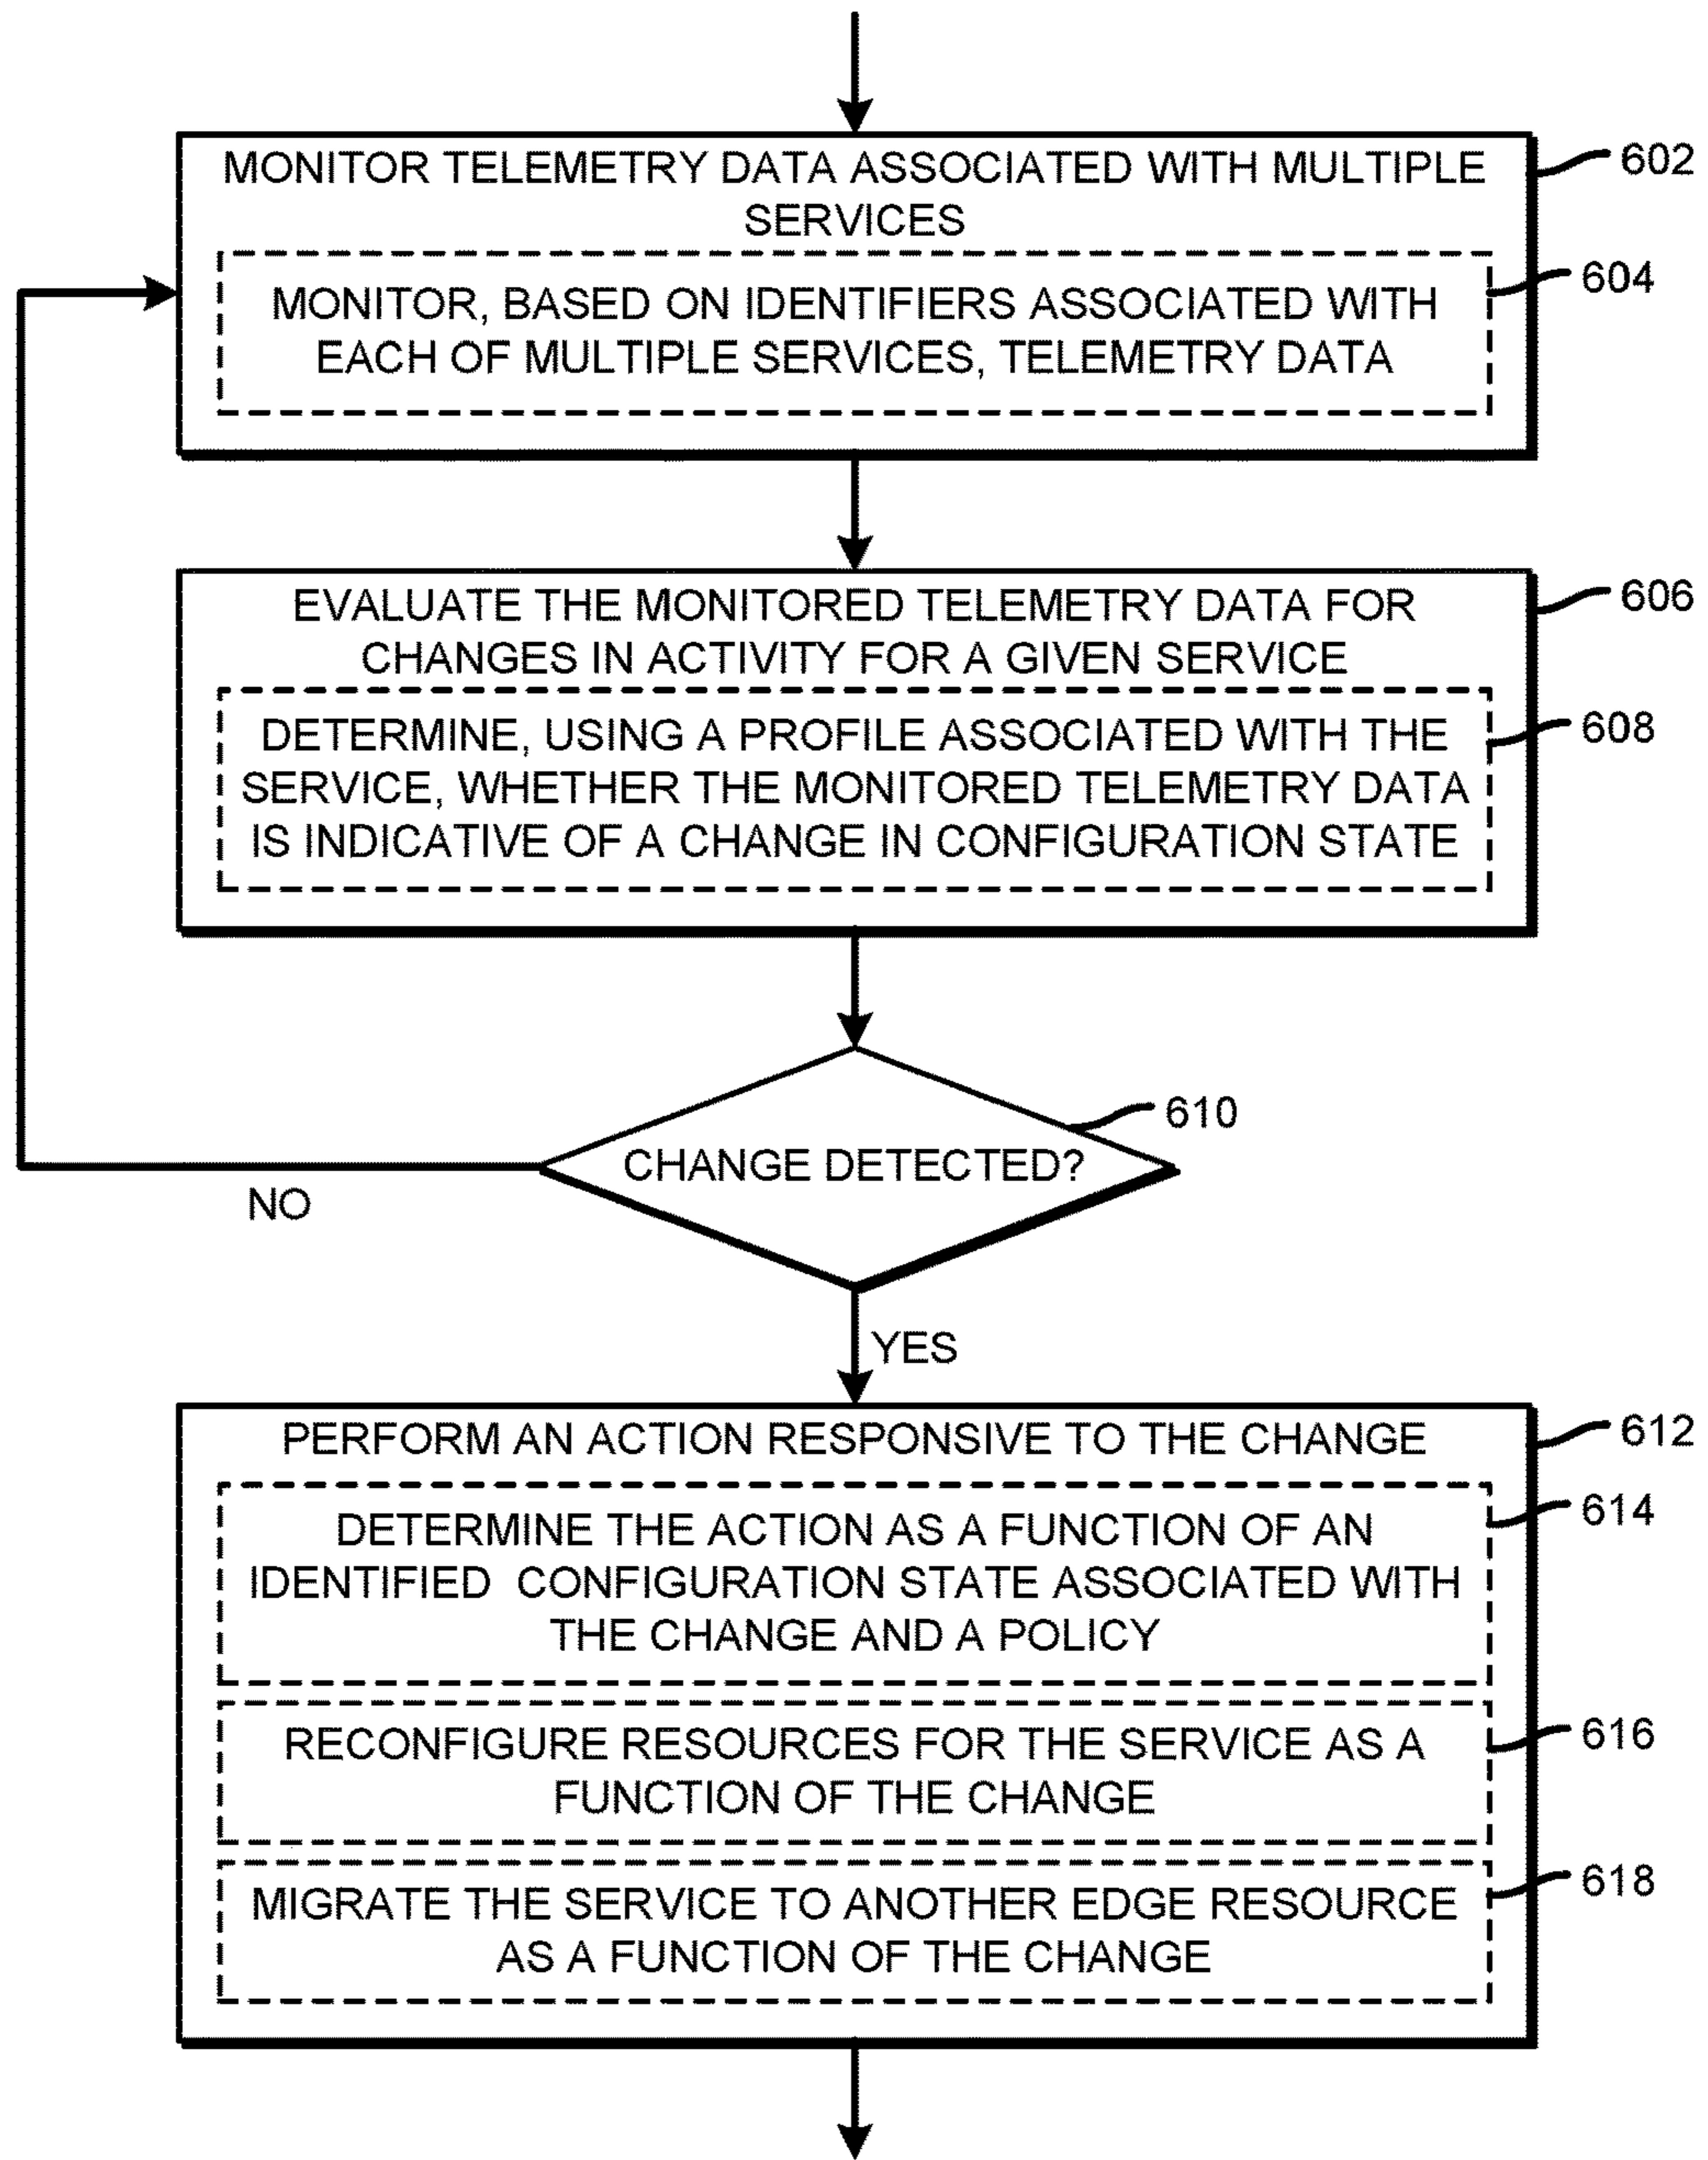 MONITOR TELEMETRY DATA ASSOCIATED WITH MULTIPLE
SERVICES
602
MONITOR, BASED ON IDENTIFIERS ASSOCIATED WITH
EACH OF MULTIPLE SERVICES, TELEMETRY DATA
604
EVALUATE THE MONITORED TELEMETRY DATA FOR
CHANGES IN ACTIVITY FOR A GIVEN SERVICE
606
DETERMINE, USING A PROFILE ASSOCIATED WITH THE
SERVICE, WHETHER THE MONITORED TELEMETRY DATA
IS INDICATIVE OF A CHANGE IN CONFIGURATION STATE
608
CHANGE DETECTED?
610
NO
YES
PERFORM AN ACTION RESPONSIVE TO THE CHANGE
612
DETERMINE THE ACTION AS A FUNCTION OF AN
IDENTIFIED CONFIGURATION STATE ASSOCIATED WITH
THE CHANGE AND A POLICY
614
RECONFIGURE RESOURCES FOR THE SERVICE AS A
FUNCTION OF THE CHANGE
616
MIGRATE THE SERVICE TO ANOTHER EDGE RESOURCE
AS A FUNCTION OF THE CHANGE
618